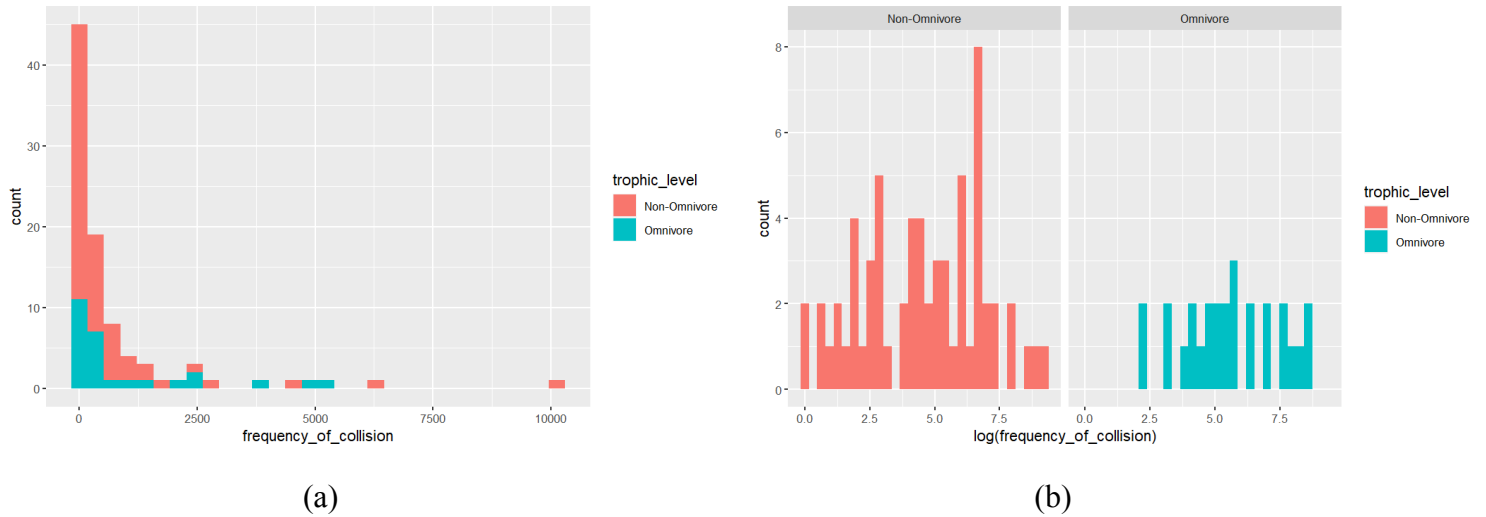 count
40
30
20
10
0
0 2500 5000 7500 10000
frequency_of_collision
trophic_level
Non-Omnivore
Omnivore
(a)
Non-Omnivore Omnivore
count
8
6
4
2
0
0.0 2.5 5.0 7.5 0.0 2.5 5.0 7.5
log(frequency_of_collision)
trophic_level
Non-Omnivore
Omnivore
(b)